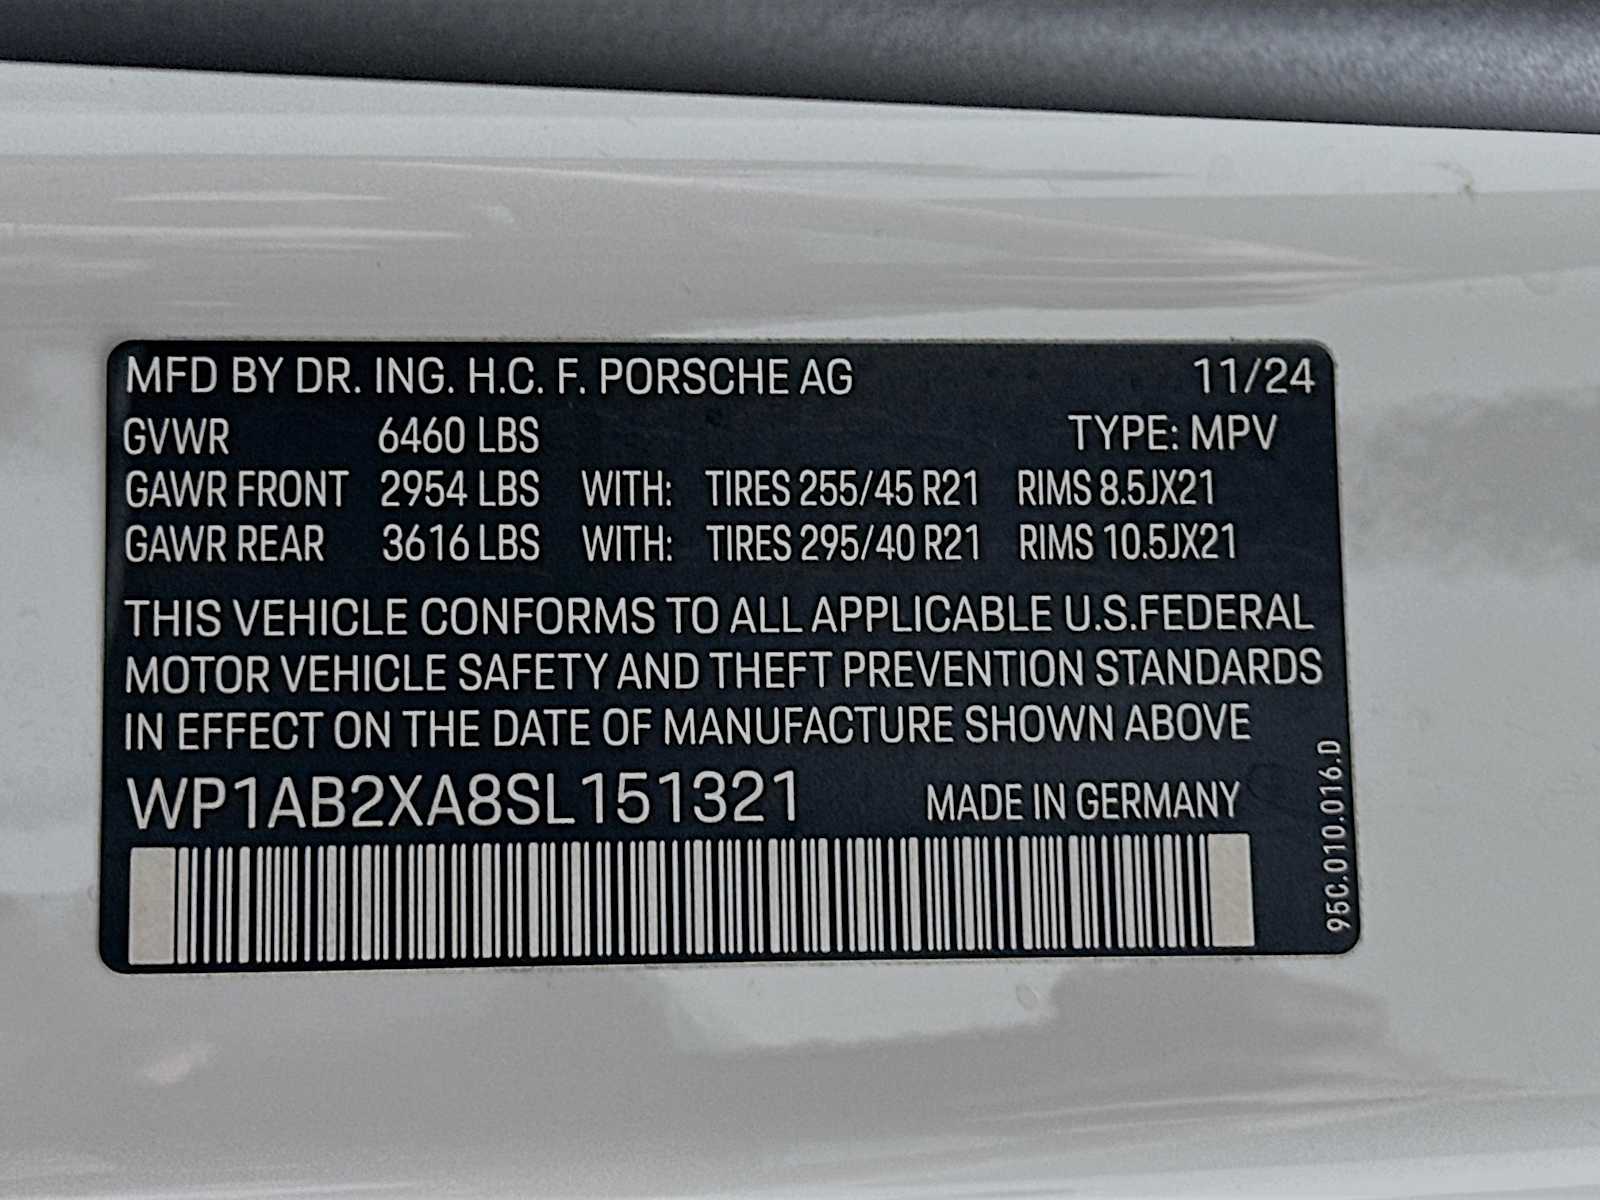 MFD BY DR. ING. H.C. F. PORSCHE AG 11/24
GVWR 6460 LBS TYPE: MPV
GAWR FRONT 2954 LBS WITH: TIRES 255/45 R21 RIMS 8.5JX21
GAWR REAR 3616 LBS WITH: TIRES 295/40 R21 RIMS 10.5JX21
THIS VEHICLE CONFORMS TO ALL APPLICABLE U.S.FEDERAL
MOTOR VEHICLE SAFETY AND THEFT PREVENTION STANDARDS
IN EFFECT ON THE DATE OF MANUFACTURE SHOWN ABOVE
WP1AB2XA8SL151321 MADE IN GERMANY
95C.010.016.D